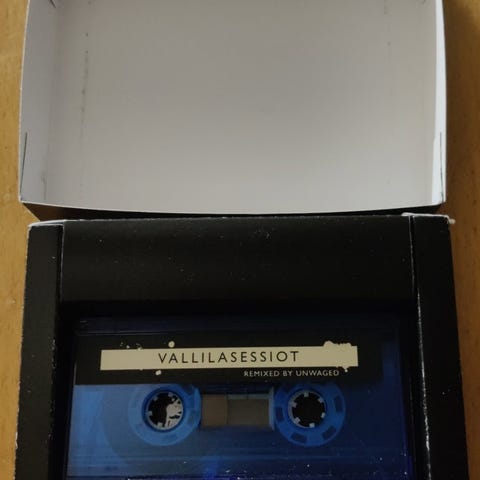 VALLILASESSIOT
REMIXED BY UNWAGED